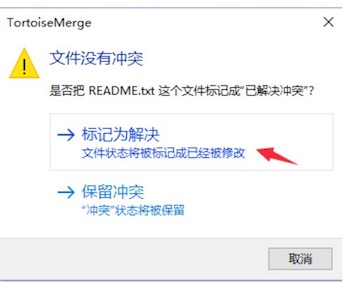 TortoiseMerge
文件没有冲突
是否把 README.txt 这个文件标记成“已解决冲突”?
标记为解决
文件状态将被标记成已经被修改
保留冲突
“冲突”状态将被保留
取消